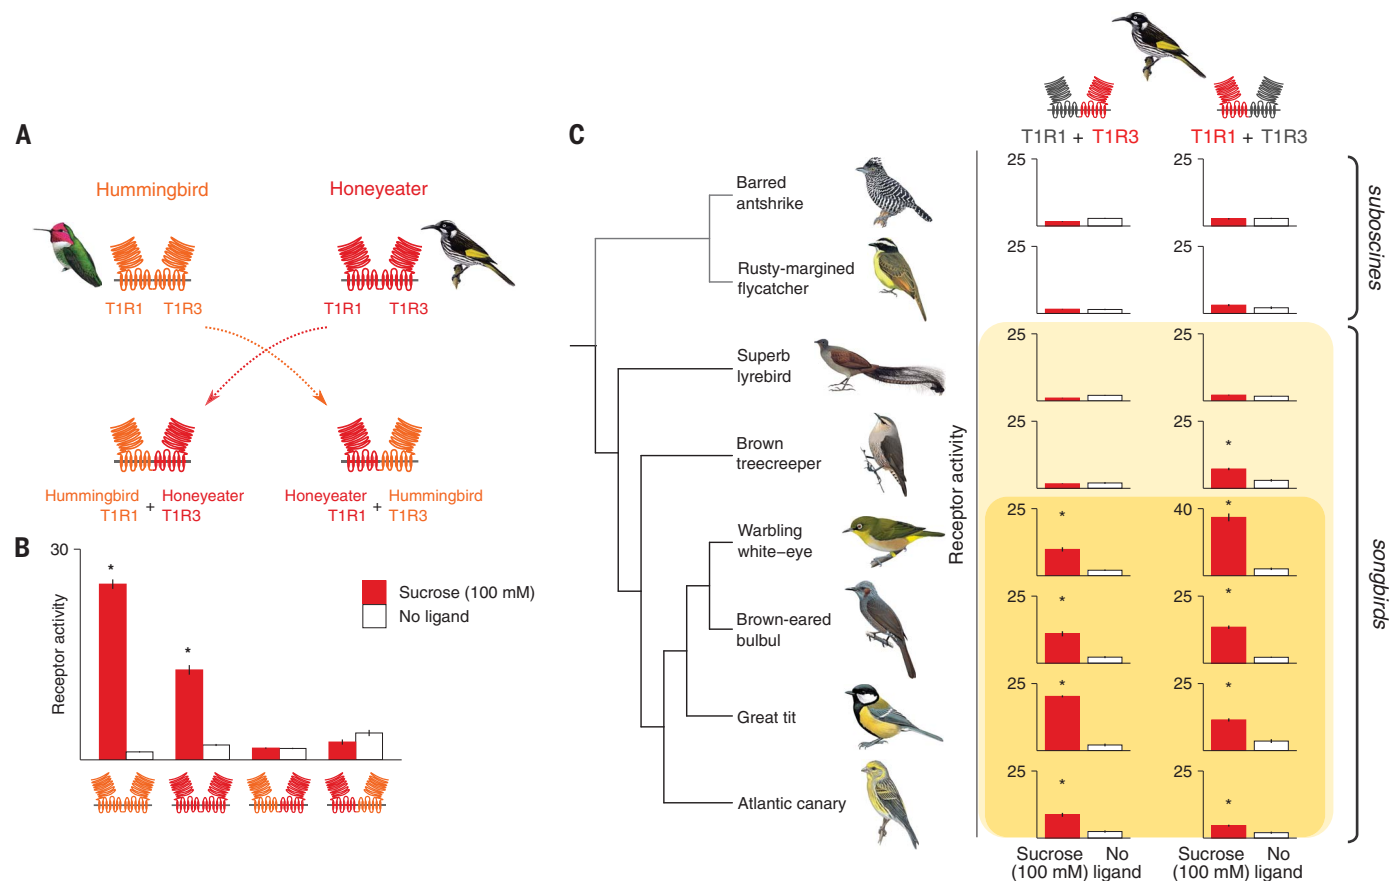 A
Hummingbird
Honeyeater
T1R1 T1R3
T1R1 T1R3
Hummingbird
T1R1
+
Honeyeater
T1R3
Honeyeater
T1R1
+
Hummingbird
T1R3
B
30
Receptor activity
*
*
Sucrose (100 mM)
No ligand
C
T1R1 + T1R3
T1R1 + T1R3
Barred
antshrike
25
25
Rusty-margined
flycatcher
25
25
suboscines
Superb
lyrebird
25
25
Brown
treecreeper
25
25
*
Receptor activity
Warbling
white–eye
25
*
40
*
Brown-eared
bulbul
25
*
25
*
songbirds
Great tit
25
*
25
*
Atlantic canary
25
*
25
*
Sucrose No
(100 mM) ligand
Sucrose No
(100 mM) ligand